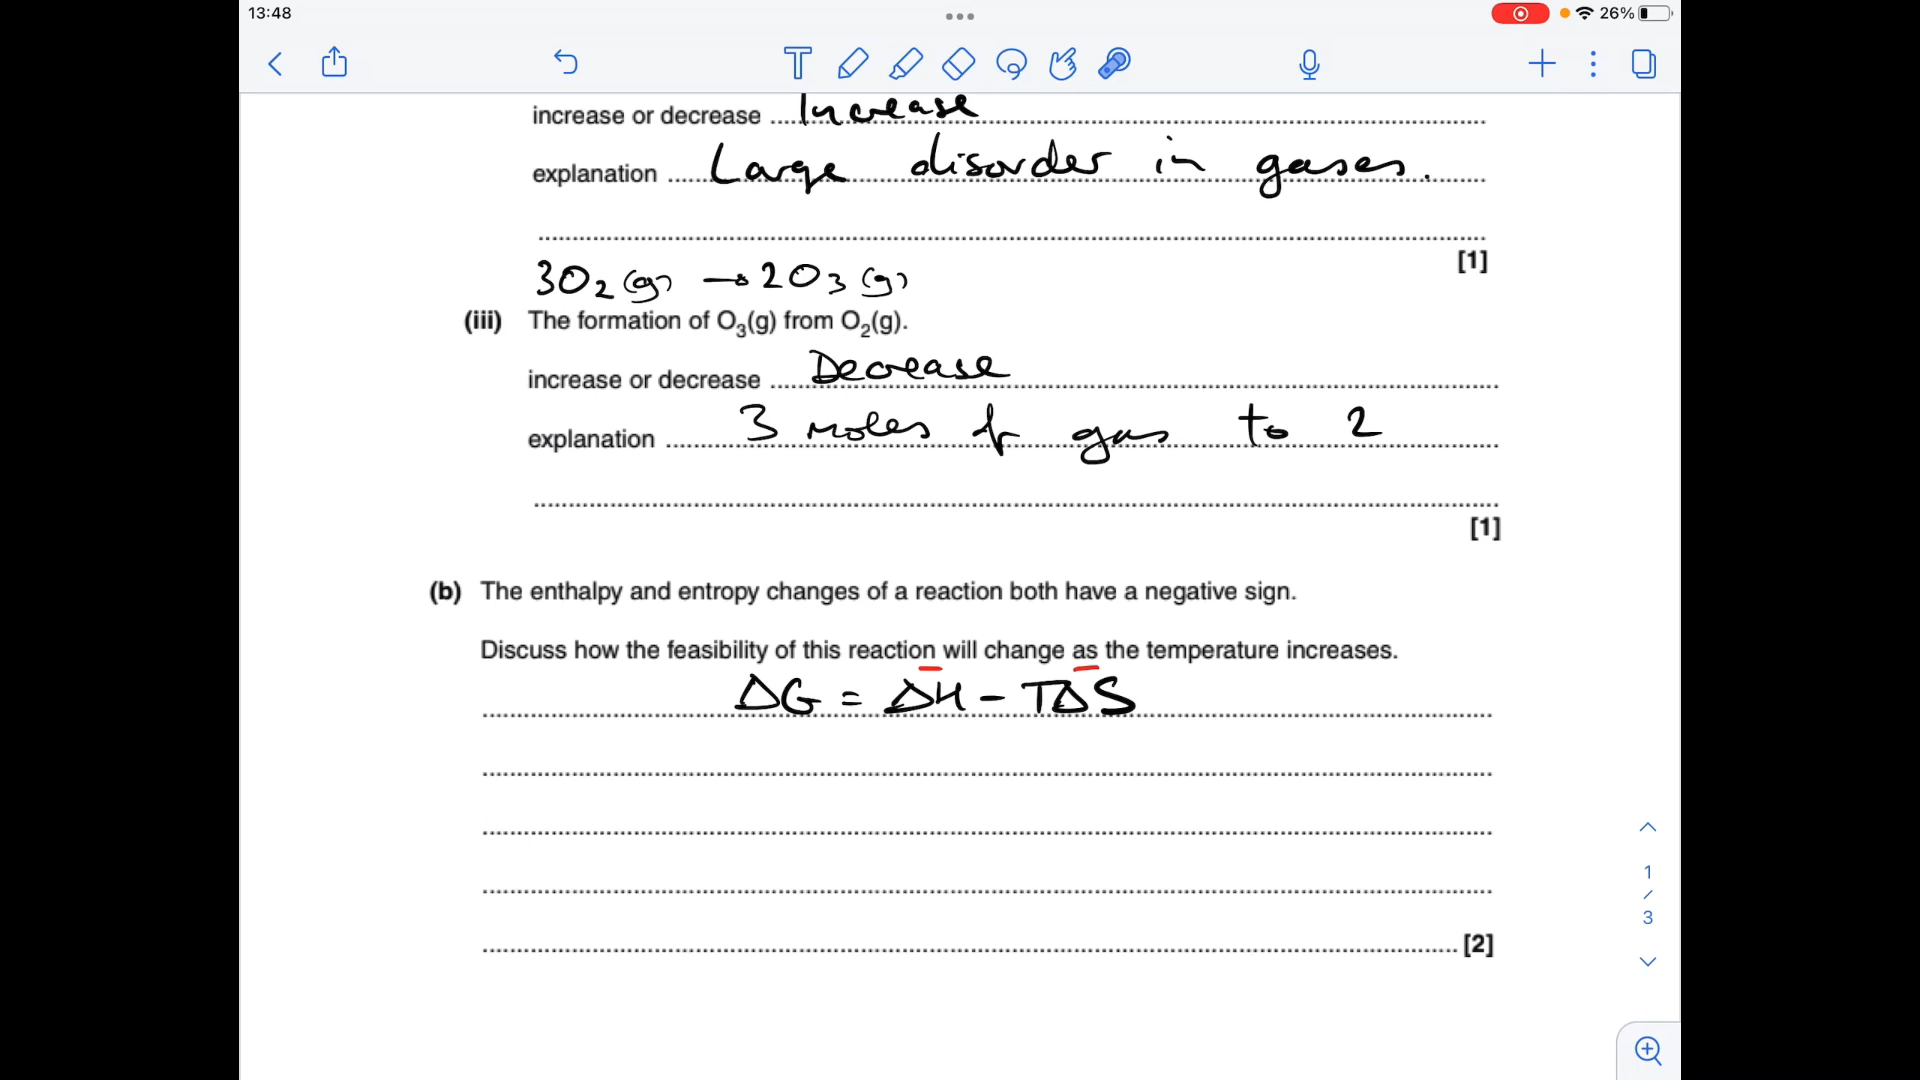 13:48
26%
increase or decrease Increase
explanation Large disorder in gases.
[1]
3O₂(g) → 2O₃(g)
(iii) The formation of O₃(g) from O₂(g).
increase or decrease Decrease
explanation 3 moles of gas to 2
[1]
(b) The enthalpy and entropy changes of a reaction both have a negative sign.
Discuss how the feasibility of this reaction will change as the temperature increases.
ΔG = ΔH – TΔS
[2]
1
/
3